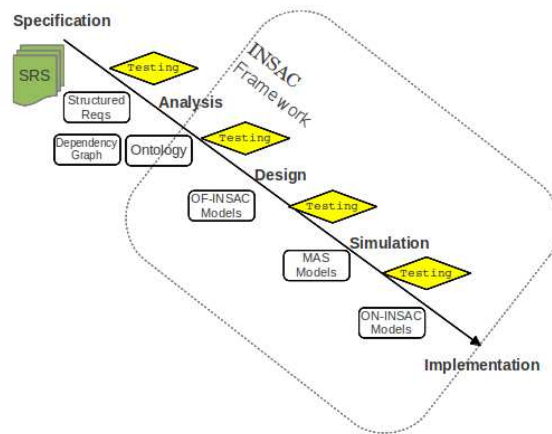 Specification
SRS
Testing
INSAC
Framework
Structured
Reqs
Analysis
Dependency
Graph
Ontology
Testing
Design
OF-INSAC
Models
Testing
Simulation
MAS
Models
Testing
ON-INSAC
Models
Implementation